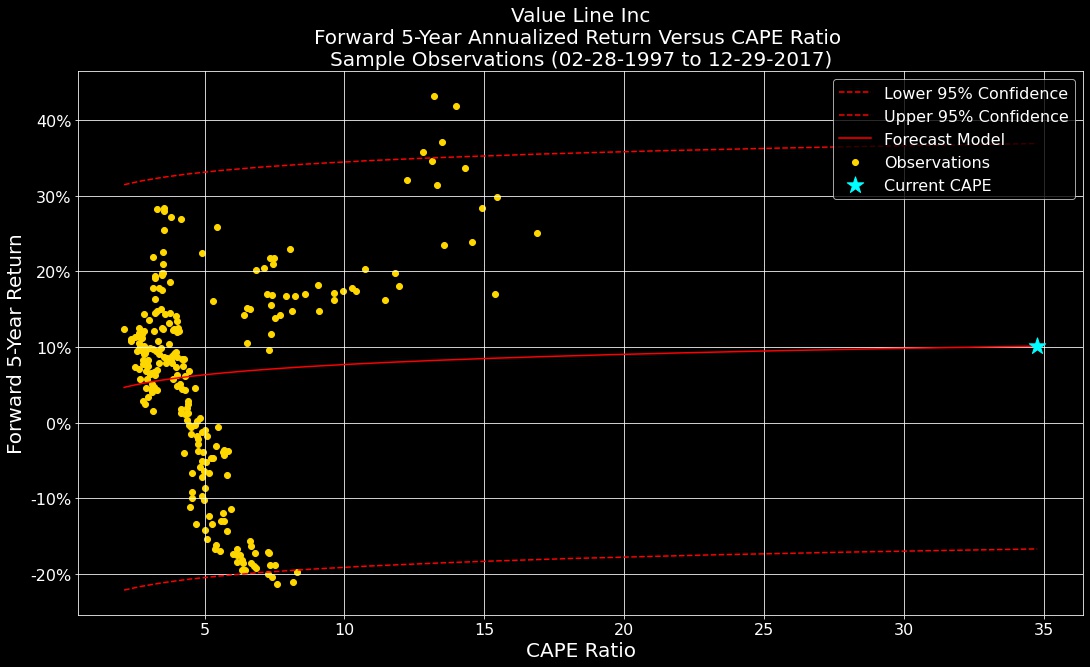 Value Line Inc
Forward 5-Year Annualized Return Versus CAPE Ratio
Sample Observations (02-28-1997 to 12-29-2017)
Lower 95% Confidence
Upper 95% Confidence
Forecast Model
Observations
Current CAPE
Forward 5-Year Return
40%
30%
20%
10%
0%
-10%
-20%
5
10
15
20
25
30
35
CAPE Ratio